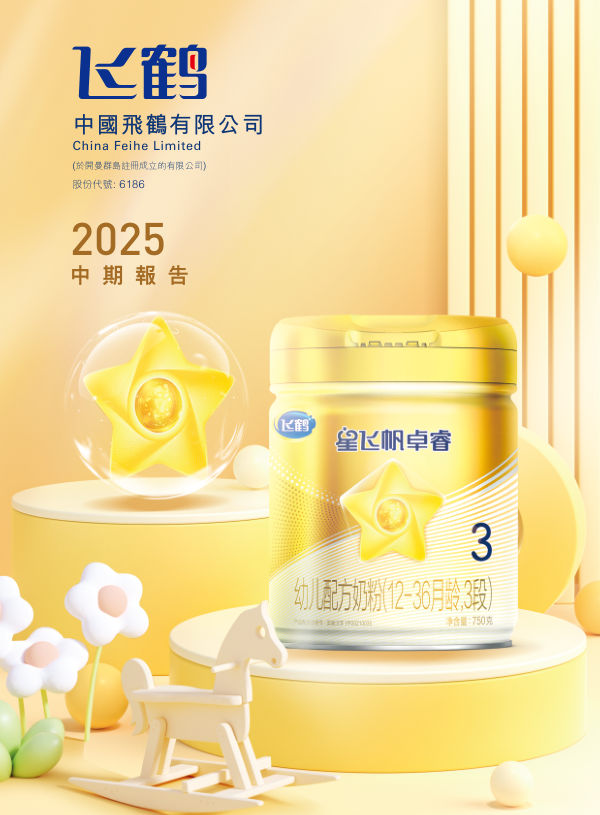 飞鹤
中國飛鶴有限公司
China Feihe Limited
(於開曼群島註冊成立的有限公司)
股份代號: 6186
2025
中期報告
飞鹤
星飞帆卓睿
3
幼儿配方奶粉(12-36月龄,3段)
净含量: 750克